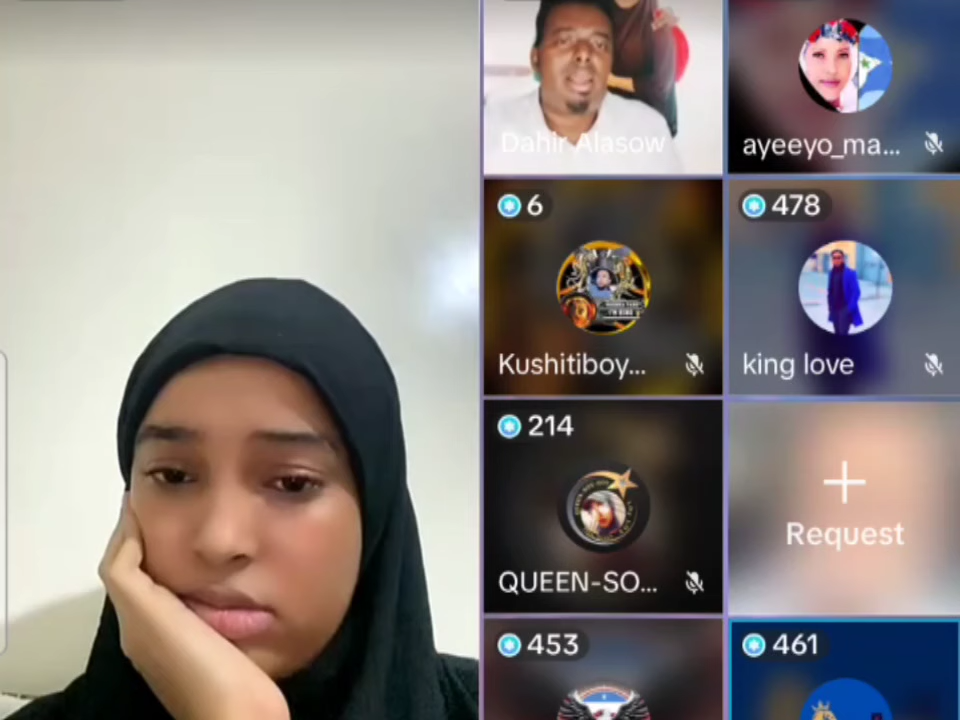 Dahir Alasow
ayeeyo_ma...
6
478
Kushitiboy...
king love
214
Request
QUEEN-SO...
453
461